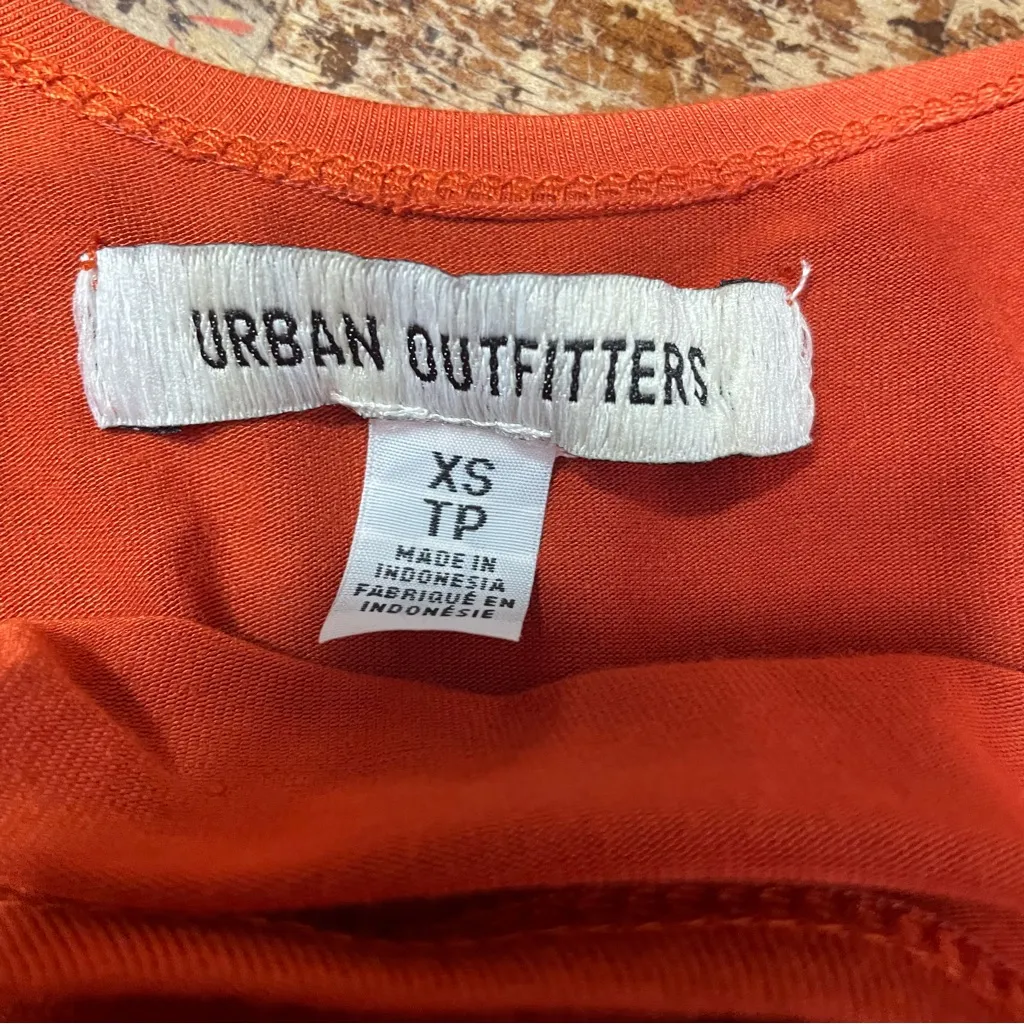 URBAN OUTFITTERS
XS
TP
MADE IN
INDONESIA
FABRIQUÉ EN
INDONÉSIE